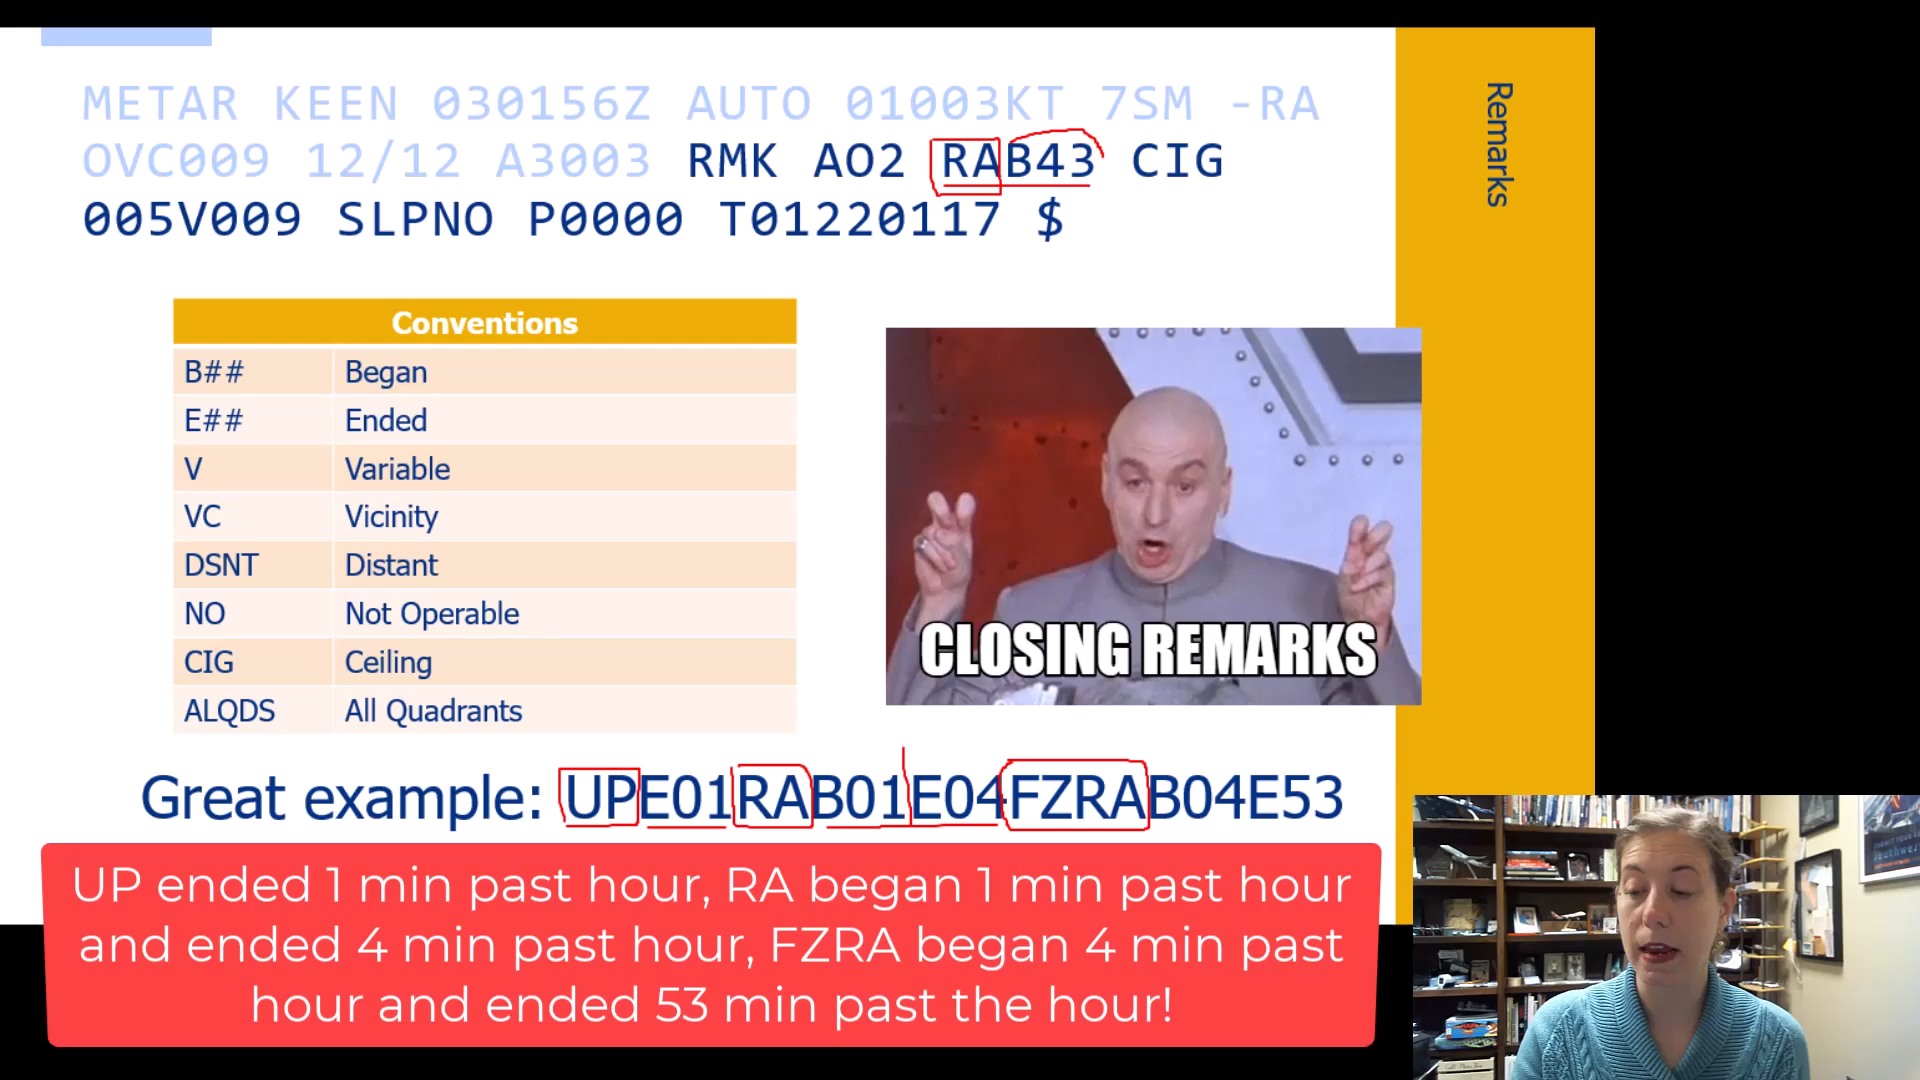 METAR KEEN 030156Z AUTO 01003KT 7SM -RA
OVC009 12/12 A3003 RMK AO2 RAB43 CIG
005V009 SLPNO P0000 T01220117 $
Remarks
Conventions
B## Began
E## Ended
V Variable
VC Vicinity
DSNT Distant
NO Not Operable
CIG Ceiling
ALQDS All Quadrants
CLOSING REMARKS
Great example: UPE01RAB01E04FZRAB04E53
UP ended 1 min past hour, RA began 1 min past hour
and ended 4 min past hour, FZRA began 4 min past
hour and ended 53 min past the hour!